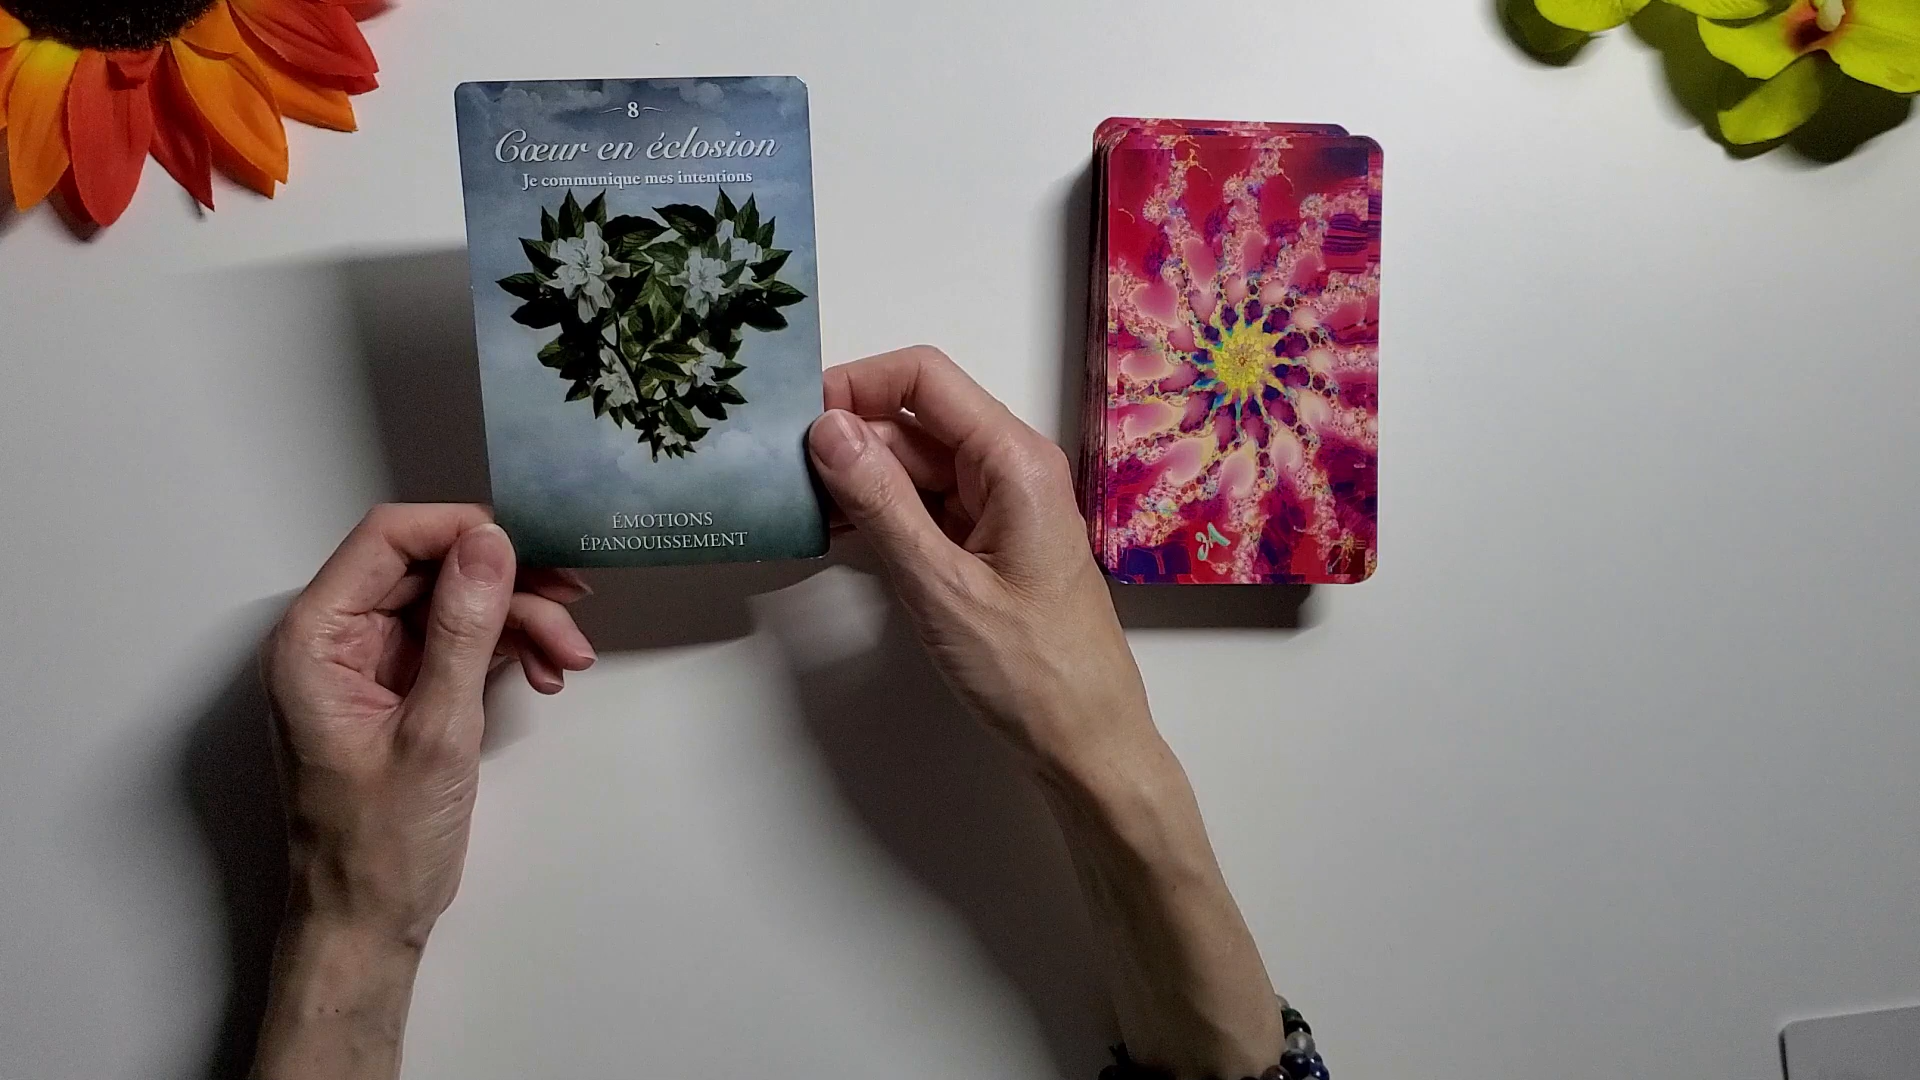 8
Cœur en éclosion
Je communique mes intentions
ÉMOTIONS
ÉPANOUISSEMENT